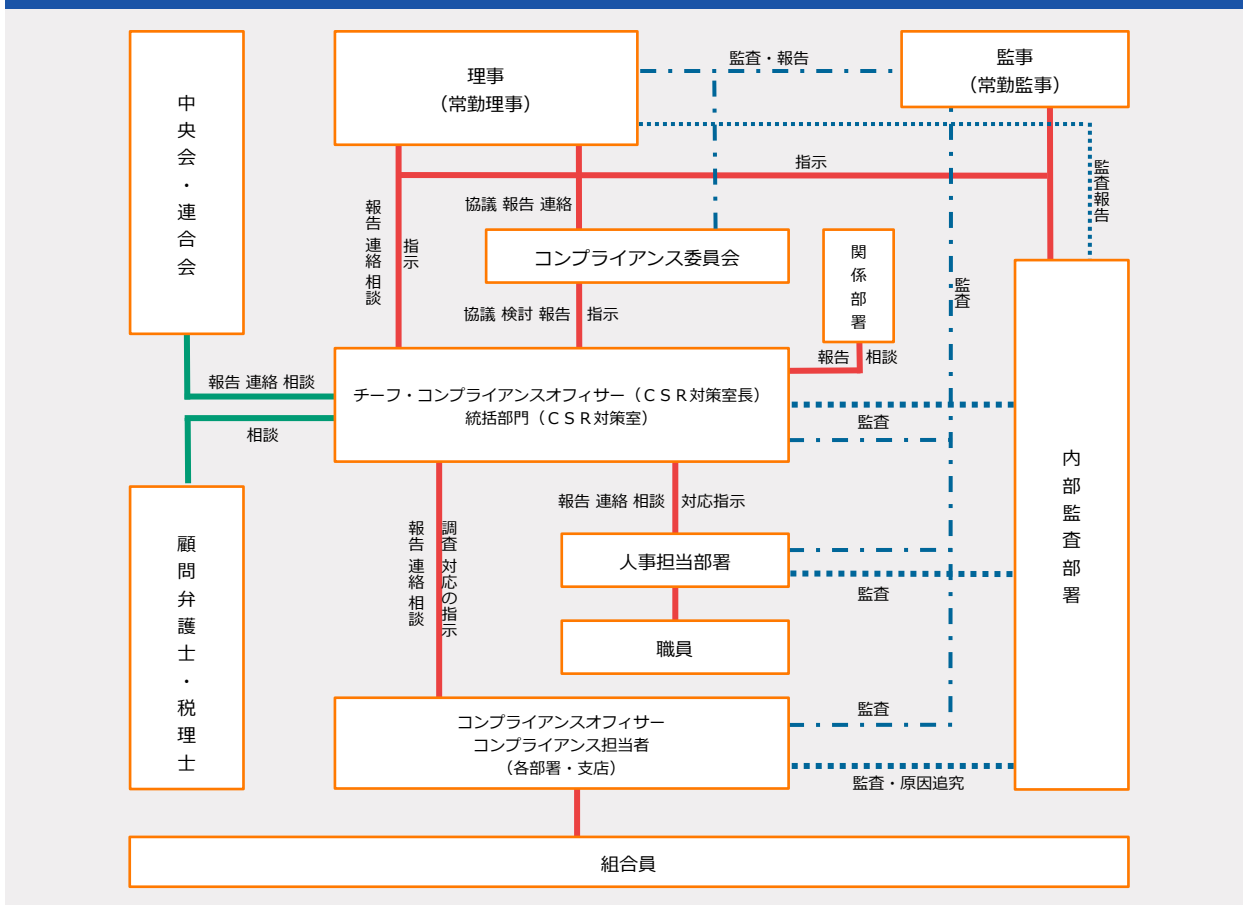 中央会・連合会
理事
（常勤理事）
監査・報告
監事
（常勤監事）
指示
監査報告
報告 連絡 相談
指示
協議 報告 連絡
コンプライアンス委員会
関係部署
監査
協議 検討 報告
指示
報告
相談
報告 連絡 相談
チーフ・コンプライアンスオフィサー（ＣＳＲ対策室長）
統括部門（ＣＳＲ対策室）
監査
相談
内部監査部署
顧問弁護士・税理士
報告 連絡 相談
対応指示
報告 連絡 相談
調査 対応の指示
人事担当部署
監査
職員
コンプライアンスオフィサー
コンプライアンス担当者
（各部署・支店）
監査
監査・原因追究
組合員